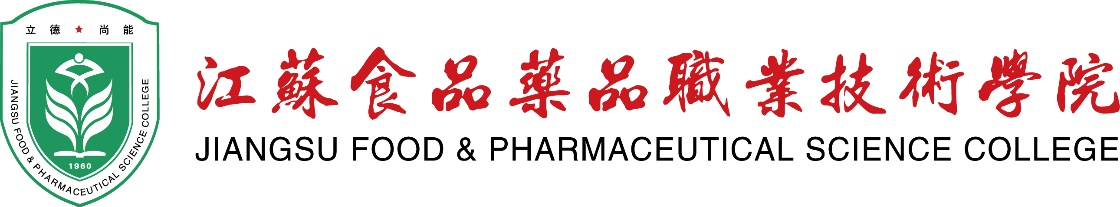 立德★尚能
JIANGSU FOOD & PHARMACEUTICAL SCIENCE COLLEGE
1960
江蘇食品藥品職業技術學院
JIANGSU FOOD & PHARMACEUTICAL SCIENCE COLLEGE